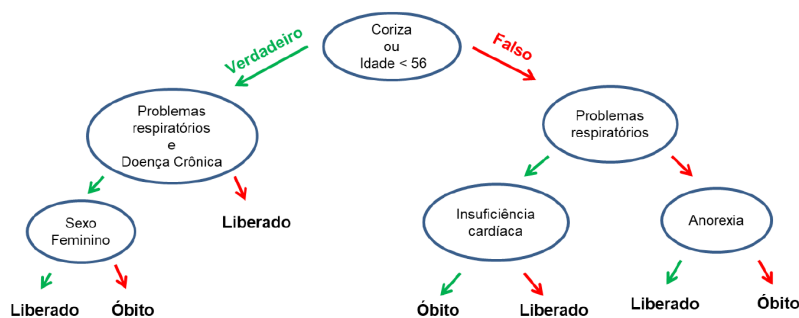 Coriza
ou
Idade < 56
Verdadeiro
Falso
Problemas
respiratórios
e
Doença Crônica
Problemas
respiratórios
Sexo
Feminino
Liberado
Insuficiência
cardíaca
Anorexia
Liberado
Óbito
Óbito
Liberado
Liberado
Óbito